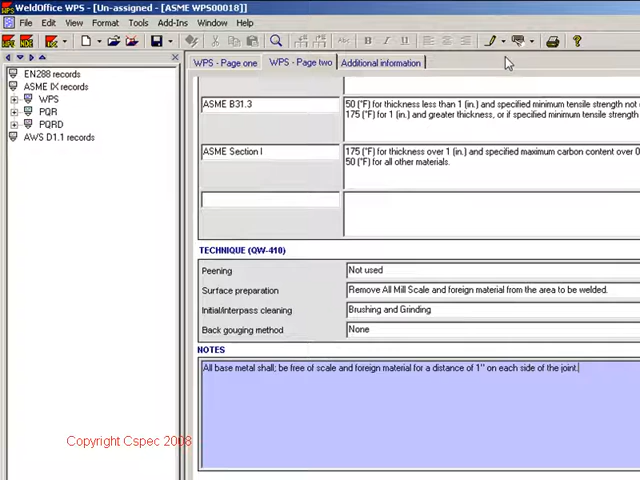 WeldOffice WPS - [Un-assigned - [ASME WPS00018]]
File Edit View Format Tools Add-Ins Window Help
EN288 records
ASME IX records
WPS
PQR
PQRD
AWS D1.1 records
WPS - Page one WPS - Page two Additional information
ASME B31.3
50 (°F) for thickness less than 1 (in.) and specified minimum tensile strength not
175 (°F) for 1 (in.) and greater thickness, or if specified minimum tensile strength
ASME Section I
175 (°F) for thickness over 1 (in.) and specified maximum carbon content over 0
50 (°F) for all other materials.
TECHNIQUE (QW-410)
Peening Not used
Surface preparation Remove All Mill Scale and foreign material from the area to be welded.
Initial/interpass cleaning Brushing and Grinding
Back gouging method None
NOTES
All base metal shall; be free of scale and foreign material for a distance of 1" on each side of the joint.
Copyright Cspec 2008